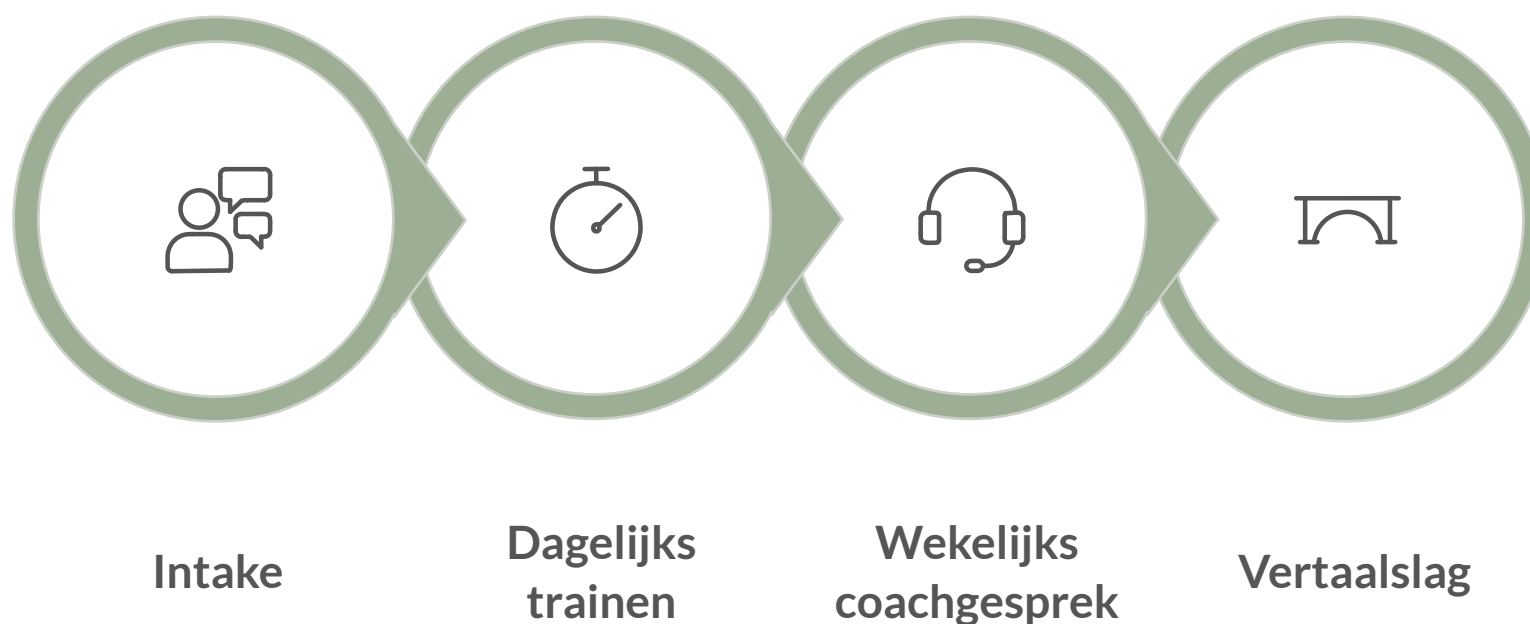 Intake
Dagelijks
trainen
Wekelijks
coachgesprek
Vertaalslag